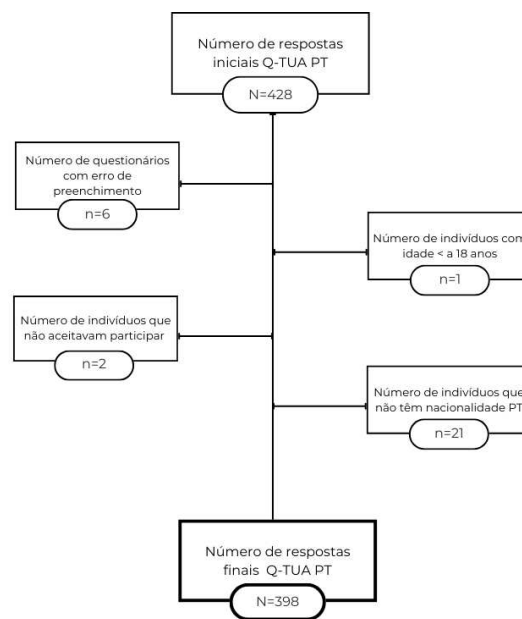 Número de respostas
iniciais Q-TUA PT
N=428
Número de questionários
com erro de
preenchimento
n=6
Número de indivíduos com
idade < a 18 anos
n=1
Número de indivíduos que
não aceitavam participar
n=2
Número de indivíduos que
não têm nacionalidade PT
n=21
Número de respostas
finais Q-TUA PT
N=398